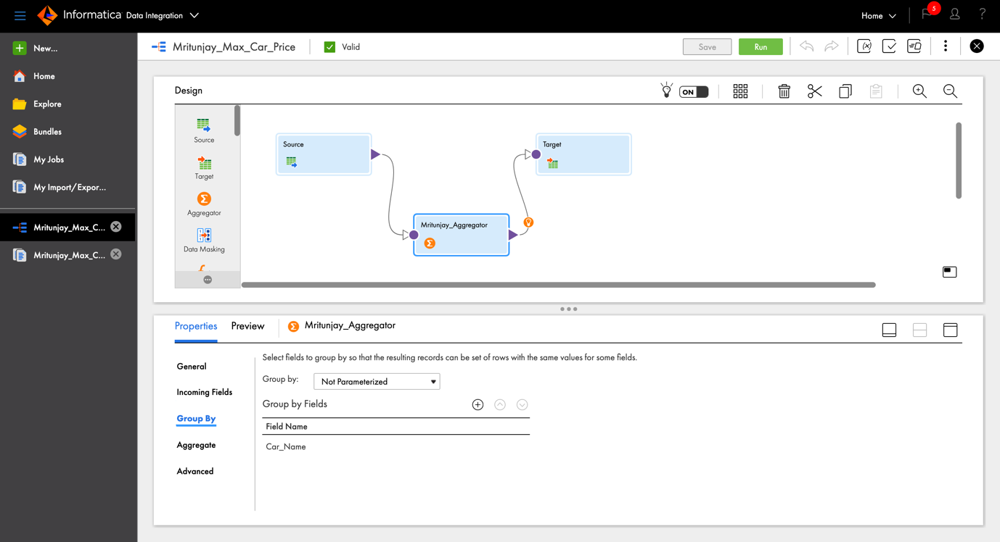 Informatica Data Integration
Home
5
?
New...
Home
Explore
Bundles
My Jobs
My Import/Expor...
Mritunjay_Max_C...
Mritunjay_Max_C...
Mritunjay_Max_Car_Price
Valid
Save
Run
Design
ON
Source
Target
Aggregator
Data Masking
Source
Target
Mritunjay_Aggregator
Properties
Preview
Mritunjay_Aggregator
General
Incoming Fields
Group By
Aggregate
Advanced
Select fields to group by so that the resulting records can be set of rows with the same values for some fields.
Group by:
Not Parameterized
Group by Fields
Field Name
Car_Name